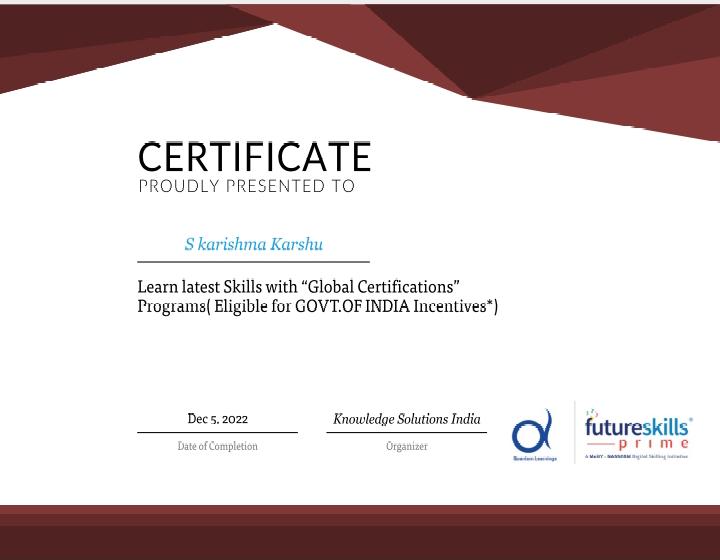 CERTIFICATE
PROUDLY PRESENTED TO
S karishma Karshu
Learn latest Skills with “Global Certifications”
Programs( Eligible for GOVT.OF INDIA Incentives*)
Dec 5, 2022
Knowledge Solutions India
Date of Completion
Organizer
Quantum Learnings
futureskills®
prime
A MeitY - NASSCOM Digital Skilling Initiative